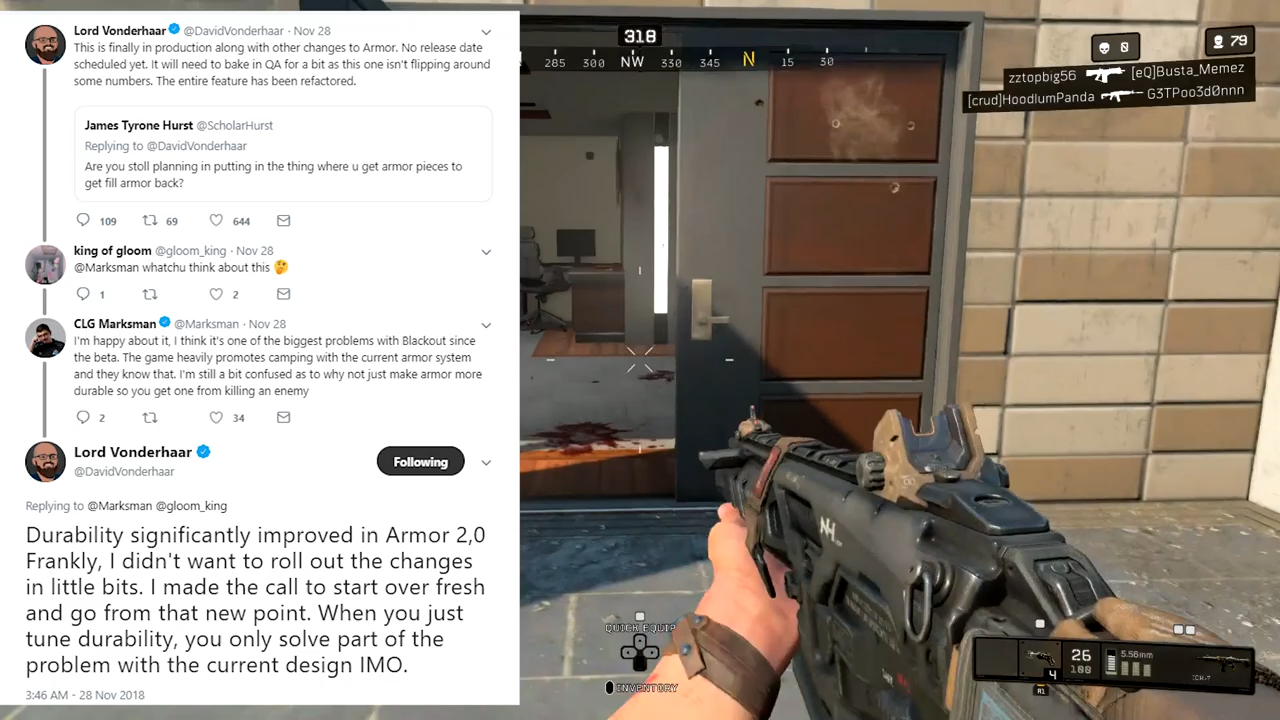 Lord Vonderhaar @DavidVonderhaar · Nov 28
This is finally in production along with other changes to Armor. No release date
scheduled yet. It will need to bake in QA for a bit as this one isn't flipping around
some numbers. The entire feature has been refactored.
James Tyrone Hurst @ScholarHurst
Replying to @DavidVonderhaar
Are you stoll planning in putting in the thing where u get armor pieces to
get fill armor back?
109 69 644
king of gloom @gloom_king · Nov 28
@Marksman whatchu think about this 🤔
1 2
CLG Marksman @Marksman · Nov 28
I'm happy about it, I think it's one of the biggest problems with Blackout since
the beta. The game heavily promotes camping with the current armor system
and they know that. I'm still a bit confused as to why not just make armor more
durable so you get one from killing an enemy
2 34
Lord Vonderhaar
@DavidVonderhaar
Following
Replying to @Marksman @gloom_king
Durability significantly improved in Armor 2,0
Frankly, I didn't want to roll out the changes
in little bits. I made the call to start over fresh
and go from that new point. When you just
tune durability, you only solve part of the
problem with the current design IMO.
3:46 AM - 28 Nov 2018
318
285 300 NW 330 345 N 15 30
0 79
zztopbig56 [eQ]Busta_Memez
[crud]HoodlumPanda G3TPoo3d0nnn
QUICK EQUIP
INVENTORY
4
26
100
5.56mm
R1